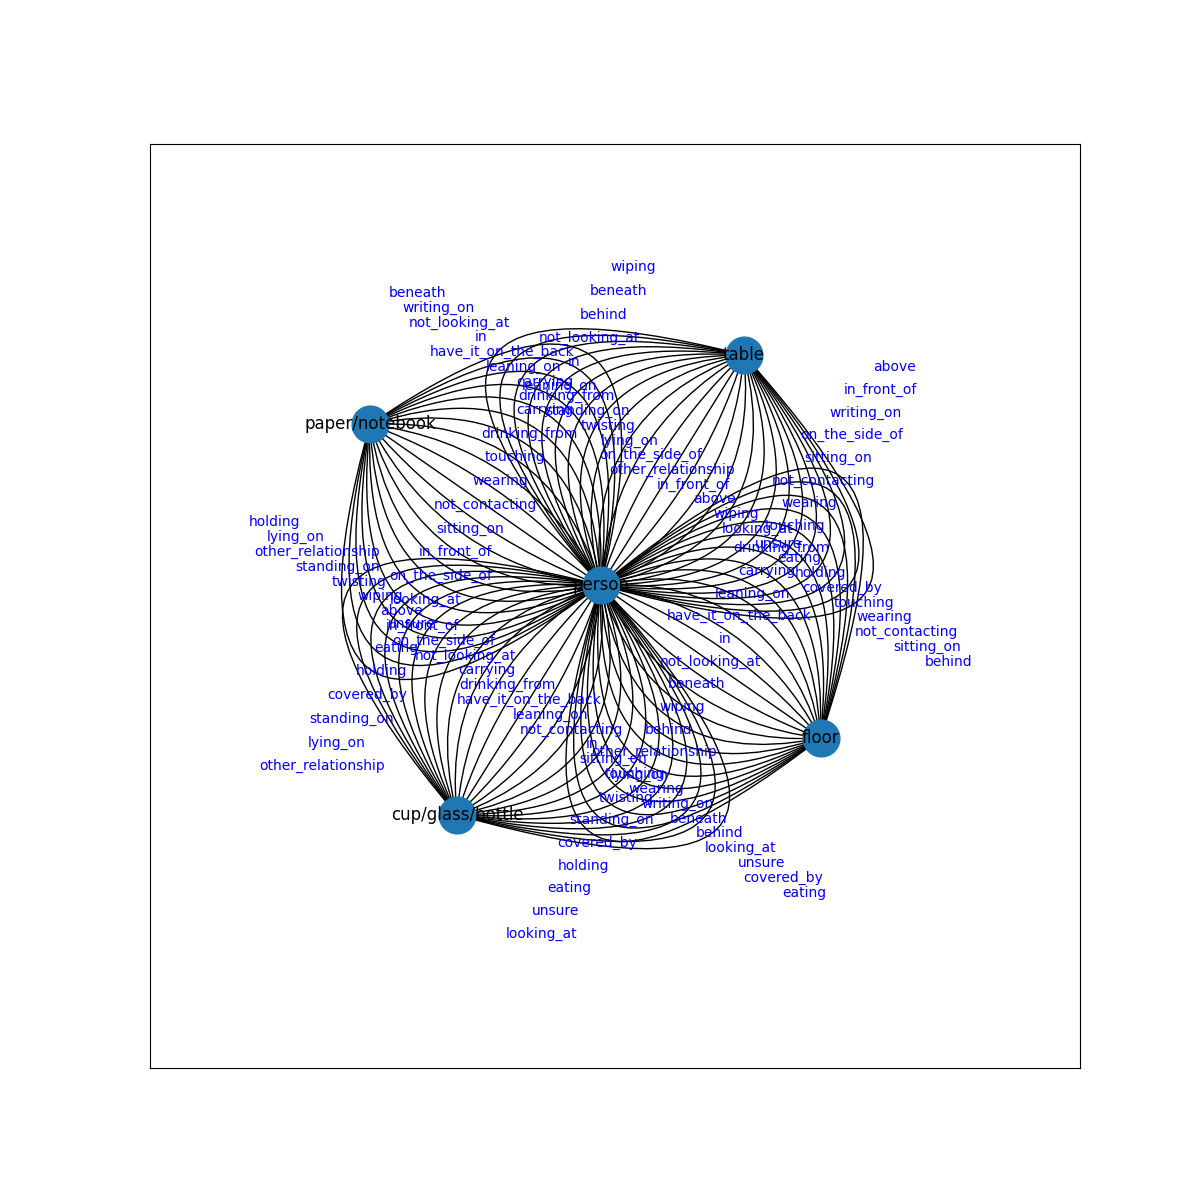 wiping
beneath
beneath
writing_on
behind
not_looking_at
in
not_looking_at
have_it_on_the_back
table
in
leaning_on
above
carrying
leaning_on
in_front_of
drinking_from
carrying
standing_on
writing_on
paper/notebook
twisting
drinking_from
on_the_side_of
lying_on
touching
on_the_side_of
sitting_on
other_relationship
wearing
not_contacting
in_front_of
above
wearing
not_contacting
wiping
holding
touching
sitting_on
looking_at
lying_on
unsure
drinking_from
other_relationship
in_front_of
eating
standing_on
carrying
holding
on_the_side_of
twisting
person
covered_by
leaning_on
wiping
looking_at
touching
above
have_it_on_the_back
wearing
in_front_of
unsure
not_contacting
on_the_side_of
in
eating
sitting_on
not_looking_at
not_looking_at
behind
holding
carrying
drinking_from
beneath
covered_by
have_it_on_the_back
wiping
standing_on
leaning_on
not_contacting
behind
floor
lying_on
in
other_relationship
sitting_on
other_relationship
touching
lying_on
wearing
twisting
writing_on
cup/glass/bottle
standing_on
beneath
behind
covered_by
looking_at
holding
unsure
eating
covered_by
eating
unsure
looking_at